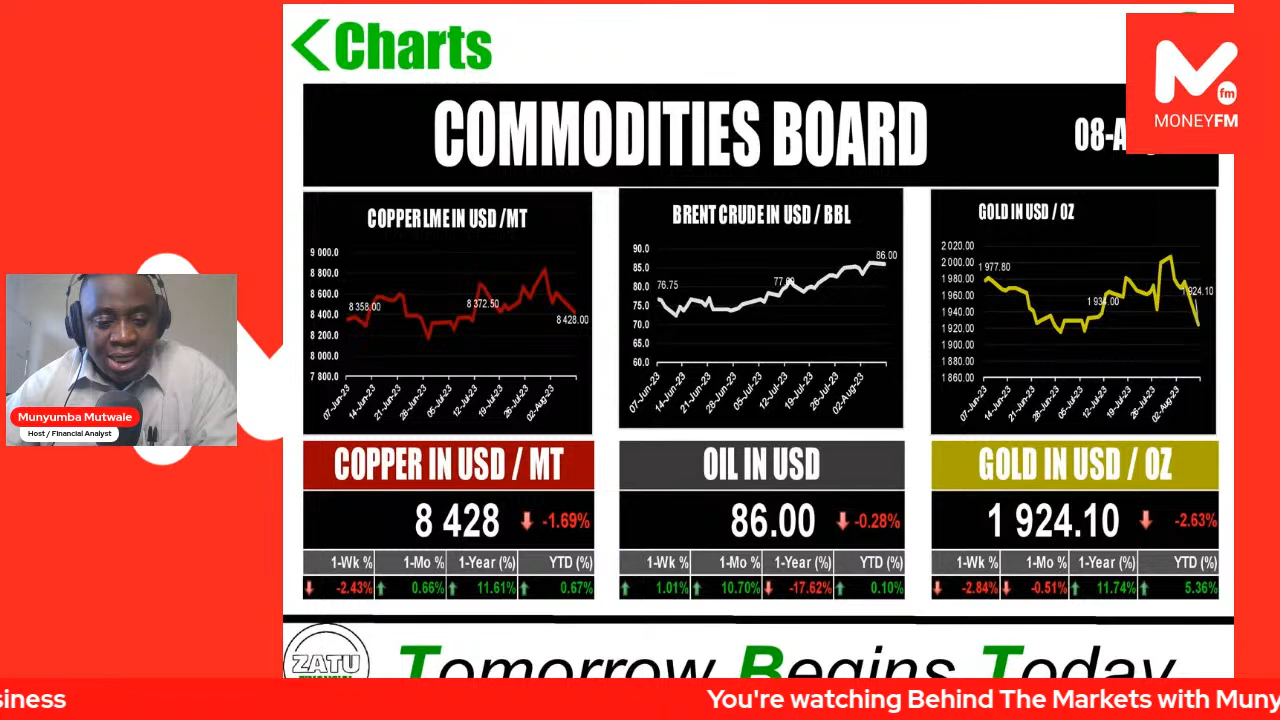 Charts
fm
MONEYFM
COMMODITIES BOARD
COPPER LME IN USD /MT
9 000.0
8 800.0
8 600.0
8 400.0
8 200.0
8 000.0
7 800.0
8 358.00
8 372.50
8 428.00
07-Jun-23
14-Jun-23
21-Jun-23
28-Jun-23
05-Jul-23
12-Jul-23
19-Jul-23
26-Jul-23
02-Aug-23
BRENT CRUDE IN USD / BBL
90.0
85.0
80.0
75.0
70.0
65.0
60.0
76.75
86.00
07-Jun-23
14-Jun-23
21-Jun-23
28-Jun-23
05-Jul-23
12-Jul-23
19-Jul-23
26-Jul-23
02-Aug-23
GOLD IN USD / OZ
2 020.00
2 000.00
1 980.00
1 960.00
1 940.00
1 920.00
1 900.00
1 880.00
1 860.00
1 977.80
1 934.00
1 924.10
07-Jun-23
14-Jun-23
21-Jun-23
28-Jun-23
05-Jul-23
12-Jul-23
19-Jul-23
26-Jul-23
02-Aug-23
Munyumba Mutwale
Host / Financial Analyst
COPPER IN USD / MT
8 428 -1.69%
1-Wk % 1-Mo % 1-Year (%) YTD (%)
-2.43% 0.66% 11.61% 0.67%
OIL IN USD
86.00 -0.28%
1-Wk % 1-Mo % 1-Year (%) YTD (%)
1.01% 10.70% -17.62% 0.10%
GOLD IN USD / OZ
1 924.10 -2.63%
1-Wk % 1-Mo % 1-Year (%) YTD (%)
-2.84% -0.51% 11.74% 5.36%
ZATU
Tomorrow Begins Today
You're watching Behind The Markets with